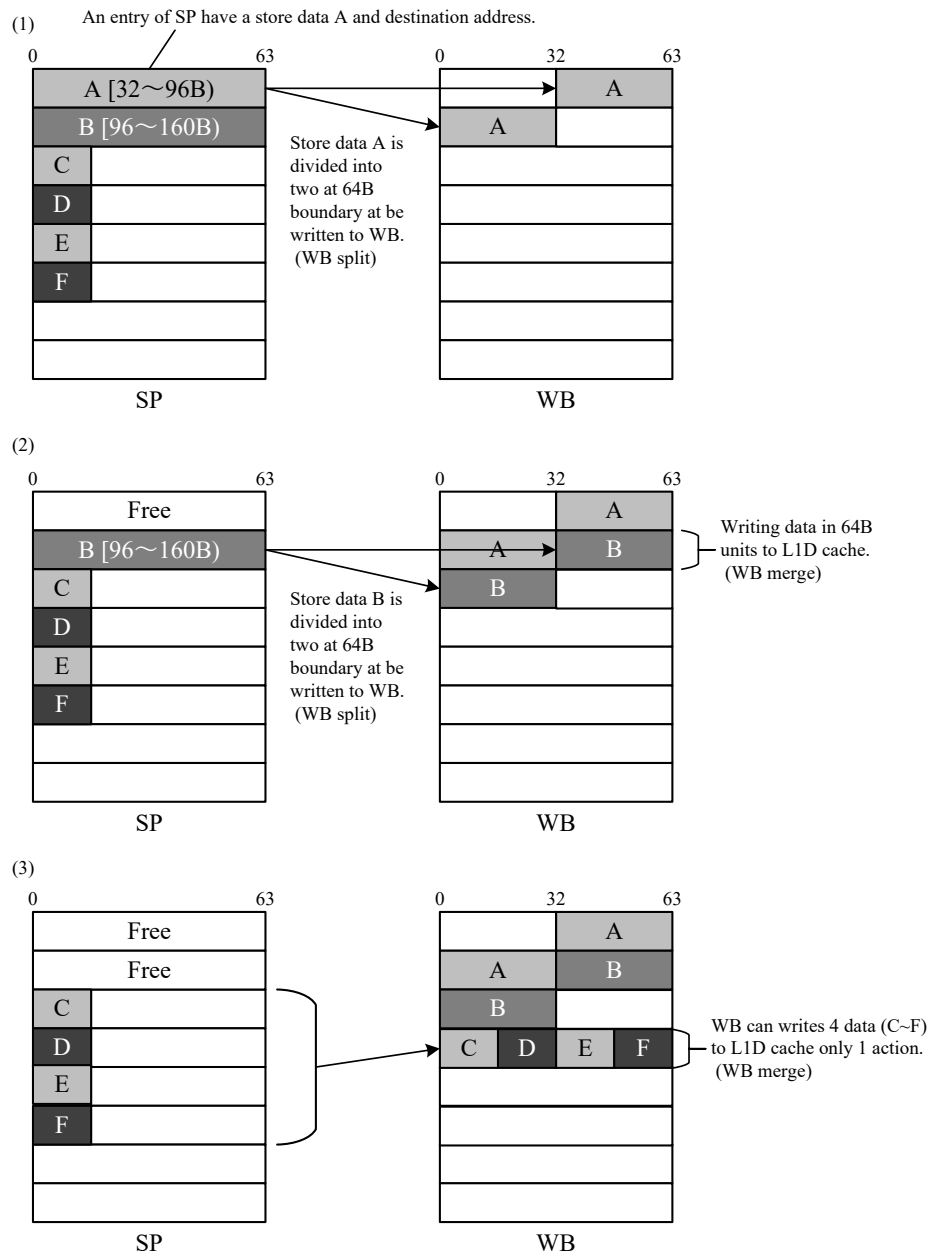 An entry of SP have a store data A and destination address.
(1)
0 63 0 32 63
A [32～96B) A
B [96～160B) A
C
D
E
F
Store data A is
divided into
two at 64B
boundary at be
written to WB.
(WB split)
SP WB
(2)
0 63 0 32 63
Free A
B [96～160B) A B
C B
D
E
F
Writing data in 64B
units to L1D cache.
(WB merge)
Store data B is
divided into
two at 64B
boundary at be
written to WB.
(WB split)
SP WB
(3)
0 63 0 32 63
Free A
Free A B
C B
D C D E F
E
F
WB can writes 4 data (C~F)
to L1D cache only 1 action.
(WB merge)
SP WB